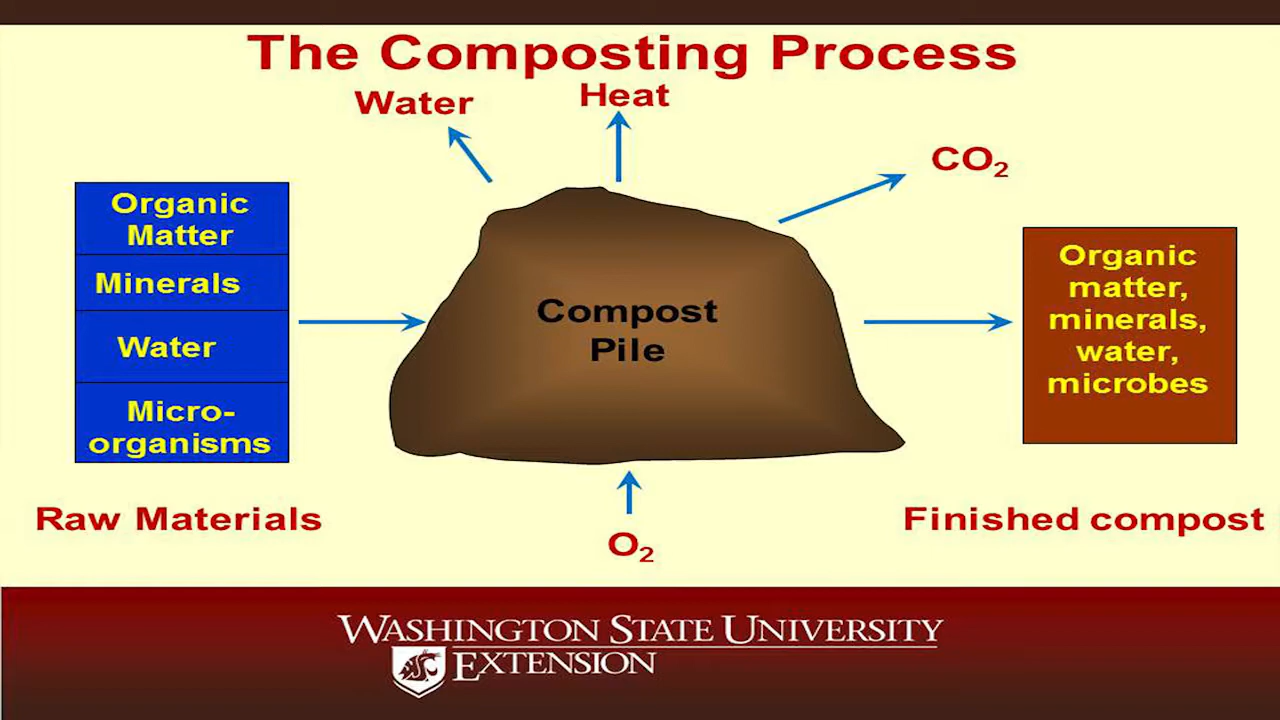 The Composting Process
Water
Heat
CO₂
Organic
Matter
Minerals
Water
Micro-
organisms
Compost
Pile
Organic
matter,
minerals,
water,
microbes
Raw Materials
O₂
Finished compost
WASHINGTON STATE UNIVERSITY
EXTENSION